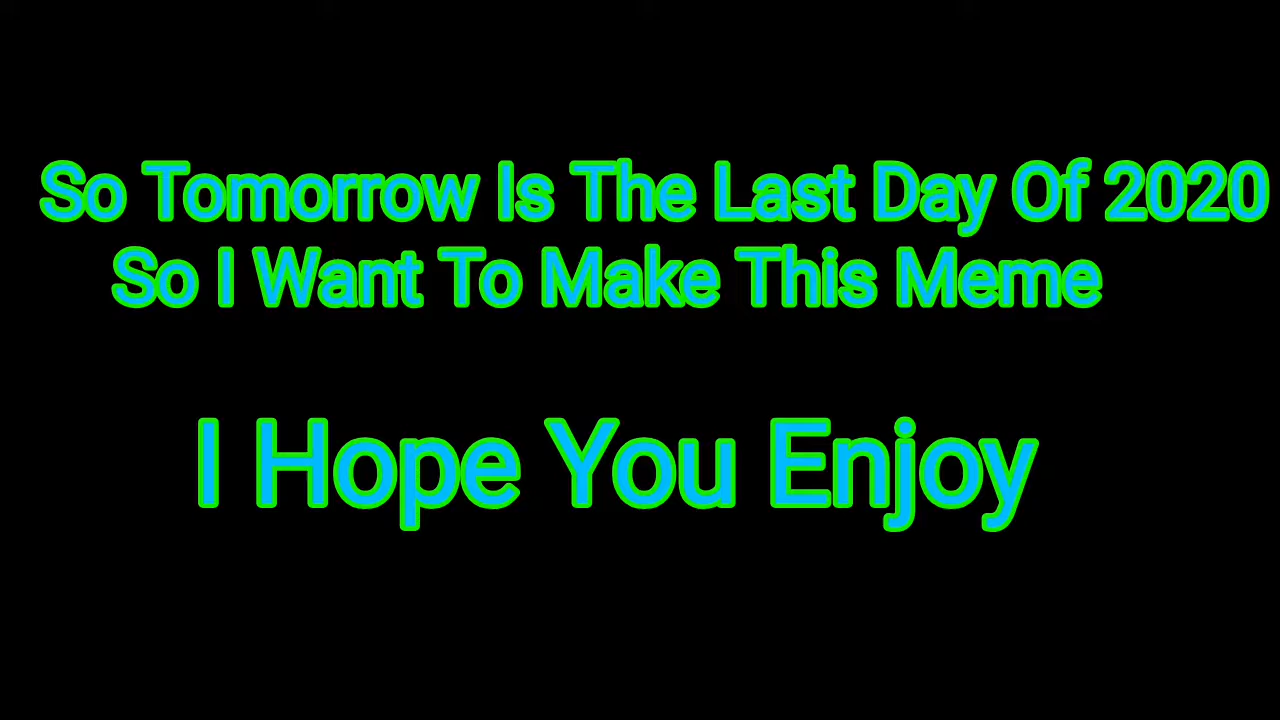 So Tomorrow Is The Last Day Of 2020
So I Want To Make This Meme
I Hope You Enjoy